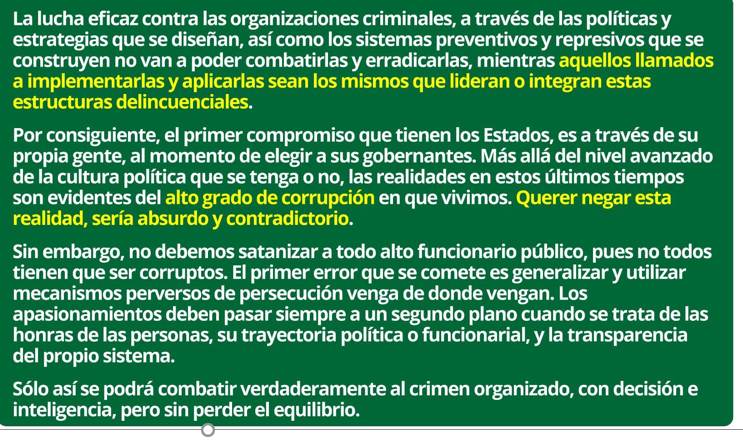 La lucha eficaz contra las organizaciones criminales, a través de las políticas y
estrategias que se diseñan, así como los sistemas preventivos y represivos que se
construyen no van a poder combatirlas y erradicarlas, mientras aquellos llamados
a implementarlas y aplicarlas sean los mismos que lideran o integran estas
estructuras delincuenciales.
Por consiguiente, el primer compromiso que tienen los Estados, es a través de su
propia gente, al momento de elegir a sus gobernantes. Más allá del nivel avanzado
de la cultura política que se tenga o no, las realidades en estos últimos tiempos
son evidentes del alto grado de corrupción en que vivimos. Querer negar esta
realidad, sería absurdo y contradictorio.
Sin embargo, no debemos satanizar a todo alto funcionario público, pues no todos
tienen que ser corruptos. El primer error que se comete es generalizar y utilizar
mecanismos perversos de persecución venga de donde vengan. Los
apasionamientos deben pasar siempre a un segundo plano cuando se trata de las
honras de las personas, su trayectoria política o funcionarial, y la transparencia
del propio sistema.
Sólo así se podrá combatir verdaderamente al crimen organizado, con decisión e
inteligencia, pero sin perder el equilibrio.